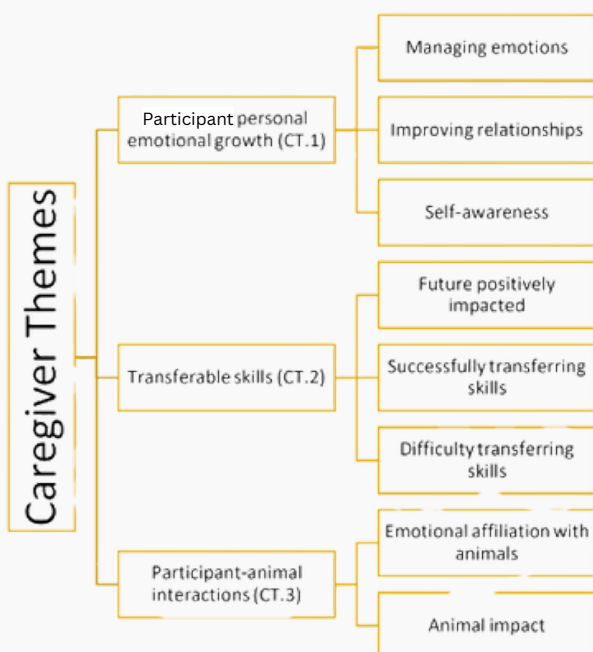 Caregiver Themes
Participant personal
emotional growth (CT.1)
Managing emotions
Improving relationships
Self-awareness
Transferable skills (CT.2)
Future positively
impacted
Successfully transferring
skills
Difficulty transferring
skills
Participant-animal
interactions (CT.3)
Emotional affiliation with
animals
Animal impact